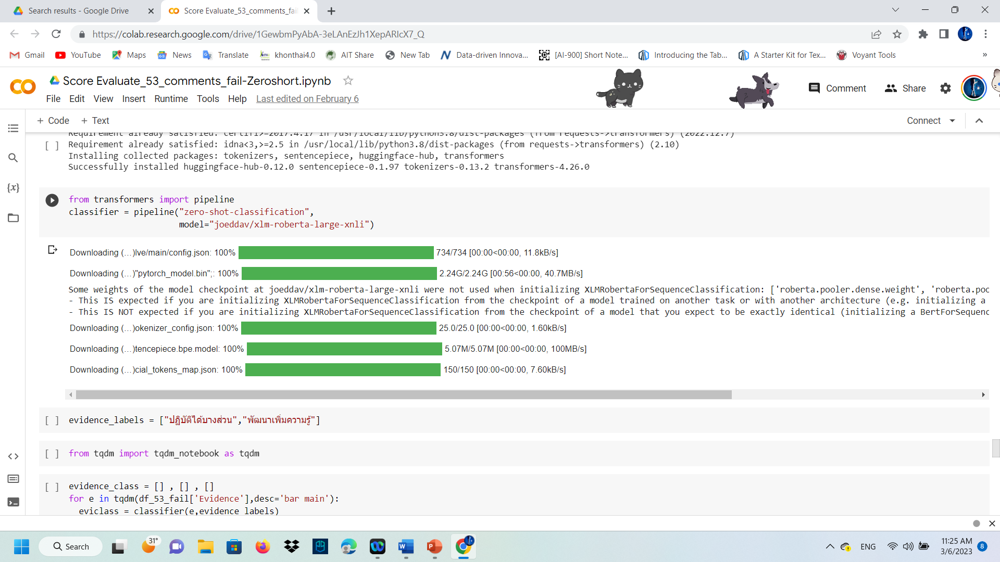 Search results - Google Drive
Score Evaluate_53_comments_fai
https://colab.research.google.com/drive/1GewbmPyAbA-3eLAnEzJh1XepARIcX7_Q
Gmail YouTube Maps News Translate khonthai4.0 AIT Share New Tab Data-driven Innova... [AI-900] Short Note... Introducing the Tab... A Starter Kit for Tex... Voyant Tools »
Score Evaluate_53_comments_fail-Zeroshort.ipynb
Comment Share
File Edit View Insert Runtime Tools Help Last edited on February 6
+ Code + Text Connect
Requirement already satisfied: certifi>=2017.4.17 in /usr/local/lib/python3.8/dist-packages (from requests->transformers) (2022.12.7)
[ ] Requirement already satisfied: idna<3,>=2.5 in /usr/local/lib/python3.8/dist-packages (from requests->transformers) (2.10)
Installing collected packages: tokenizers, sentencepiece, huggingface-hub, transformers
Successfully installed huggingface-hub-0.12.0 sentencepiece-0.1.97 tokenizers-0.13.2 transformers-4.26.0
{x}
from transformers import pipeline
classifier = pipeline("zero-shot-classification",
model="joeddav/xlm-roberta-large-xnli")
Downloading (…)lve/main/config.json: 100% 734/734 [00:00<00:00, 11.8kB/s]
Downloading (…)"pytorch_model.bin";: 100% 2.24G/2.24G [00:56<00:00, 40.7MB/s]
Some weights of the model checkpoint at joeddav/xlm-roberta-large-xnli were not used when initializing XLMRobertaForSequenceClassification: ['roberta.pooler.dense.weight', 'roberta.poo
- This IS expected if you are initializing XLMRobertaForSequenceClassification from the checkpoint of a model trained on another task or with another architecture (e.g. initializing a
- This IS NOT expected if you are initializing XLMRobertaForSequenceClassification from the checkpoint of a model that you expect to be exactly identical (initializing a BertForSequenc
Downloading (…)okenizer_config.json: 100% 25.0/25.0 [00:00<00:00, 1.60kB/s]
Downloading (…)tencepiece.bpe.model: 100% 5.07M/5.07M [00:00<00:00, 100MB/s]
Downloading (…)cial_tokens_map.json: 100% 150/150 [00:00<00:00, 7.60kB/s]
[ ] evidence_labels = ["ปฏิบัติได้บางส่วน","พัฒนาเพิ่มความรู้"]
[ ] from tqdm import tqdm_notebook as tqdm
[ ] evidence_class = [] , [] , []
for e in tqdm(df_53_fail['Evidence'],desc='bar main'):
eviclass = classifier(e,evidence_labels)
31°
Search
ENG
11:25 AM
3/6/2023
8